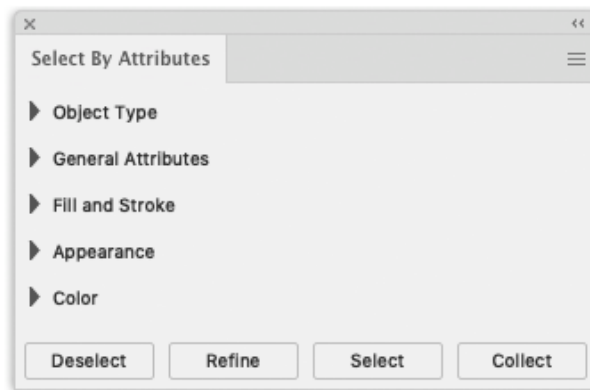 Select By Attributes
Object Type
General Attributes
Fill and Stroke
Appearance
Color
Deselect Refine Select Collect